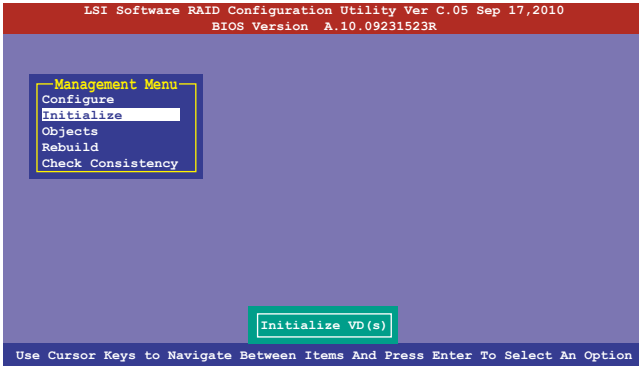 LSI Software RAID Configuration Utility Ver C.05 Sep 17,2010
BIOS Version A.10.09231523R
Management Menu
Configure
Initialize
Objects
Rebuild
Check Consistency
Initialize VD(s)
Use Cursor Keys to Navigate Between Items And Press Enter To Select An Option